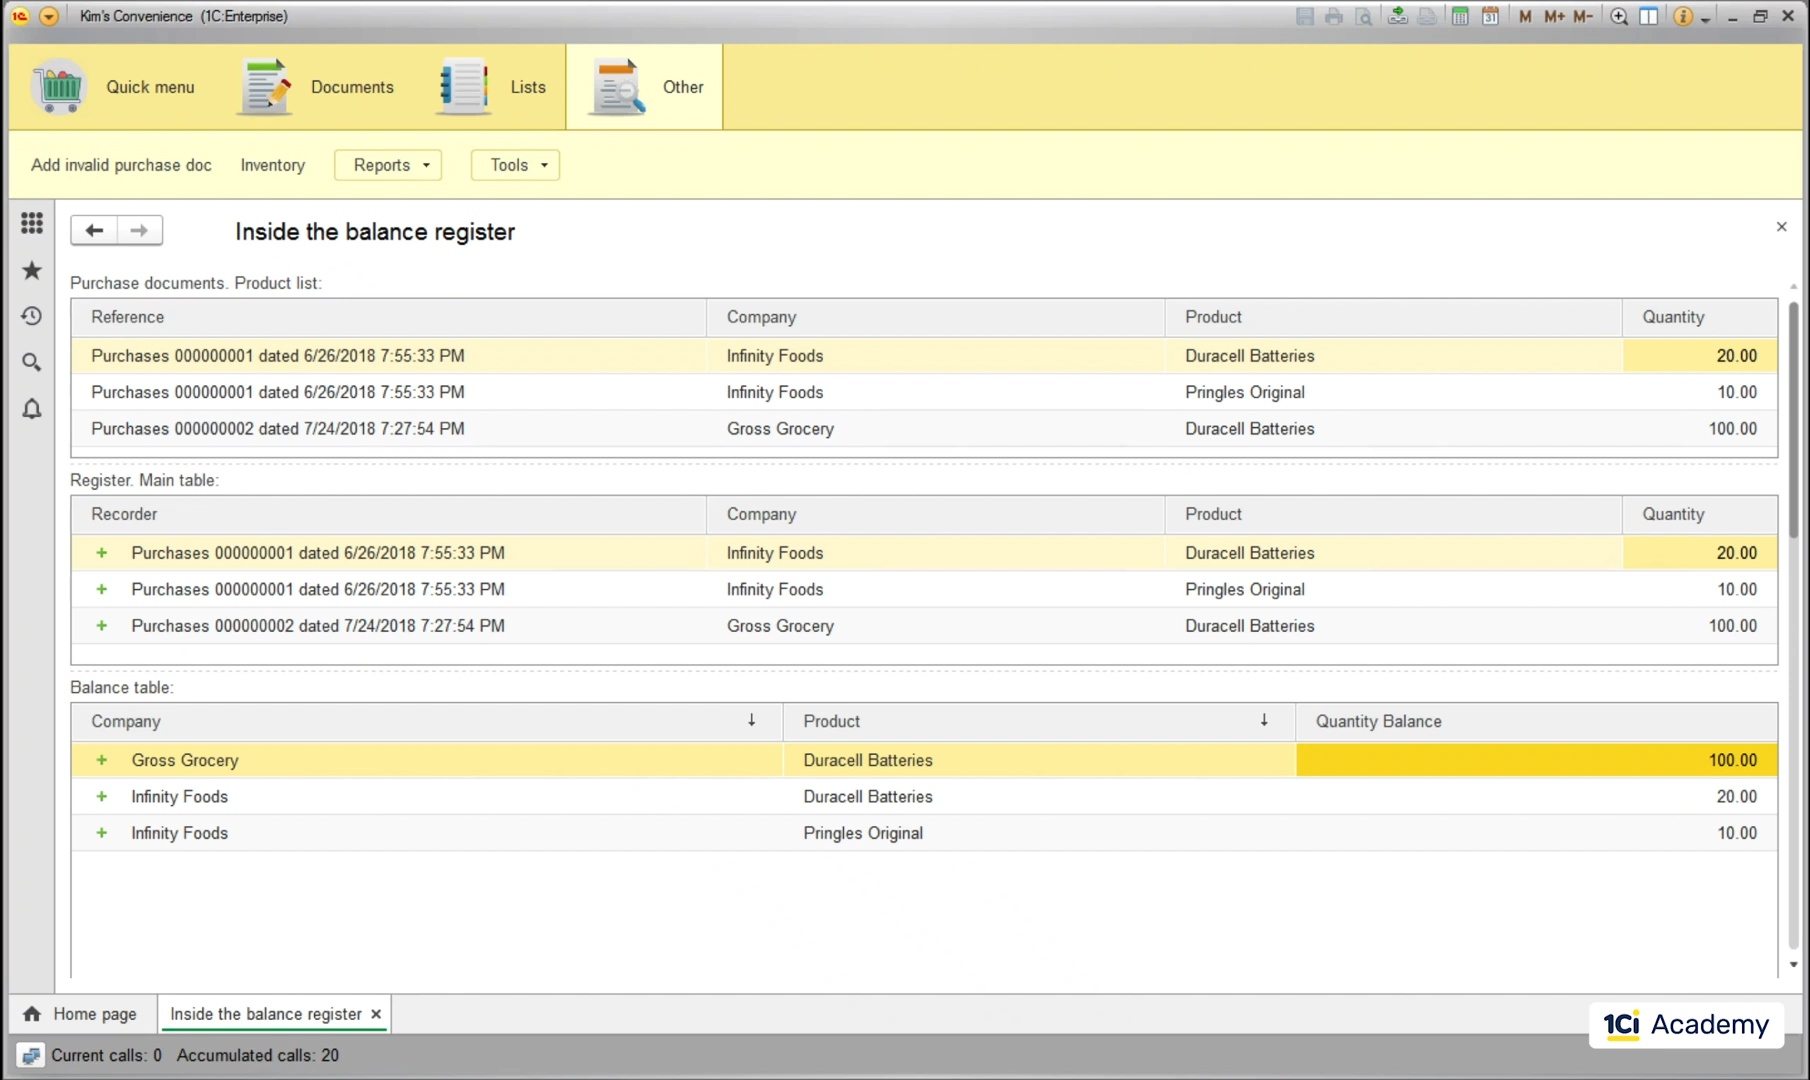 Kim's Convenience (1C:Enterprise)
31 M M+ M-
Quick menu Documents Lists Other
Add invalid purchase doc Inventory Reports Tools
Inside the balance register
Purchase documents. Product list:
Reference Company Product Quantity
Purchases 000000001 dated 6/26/2018 7:55:33 PM Infinity Foods Duracell Batteries 20.00
Purchases 000000001 dated 6/26/2018 7:55:33 PM Infinity Foods Pringles Original 10.00
Purchases 000000002 dated 7/24/2018 7:27:54 PM Gross Grocery Duracell Batteries 100.00
Register. Main table:
Recorder Company Product Quantity
+ Purchases 000000001 dated 6/26/2018 7:55:33 PM Infinity Foods Duracell Batteries 20.00
+ Purchases 000000001 dated 6/26/2018 7:55:33 PM Infinity Foods Pringles Original 10.00
+ Purchases 000000002 dated 7/24/2018 7:27:54 PM Gross Grocery Duracell Batteries 100.00
Balance table:
Company ↓ Product ↓ Quantity Balance
+ Gross Grocery Duracell Batteries 100.00
+ Infinity Foods Duracell Batteries 20.00
+ Infinity Foods Pringles Original 10.00
Home page Inside the balance register
1Ci Academy
Current calls: 0 Accumulated calls: 20